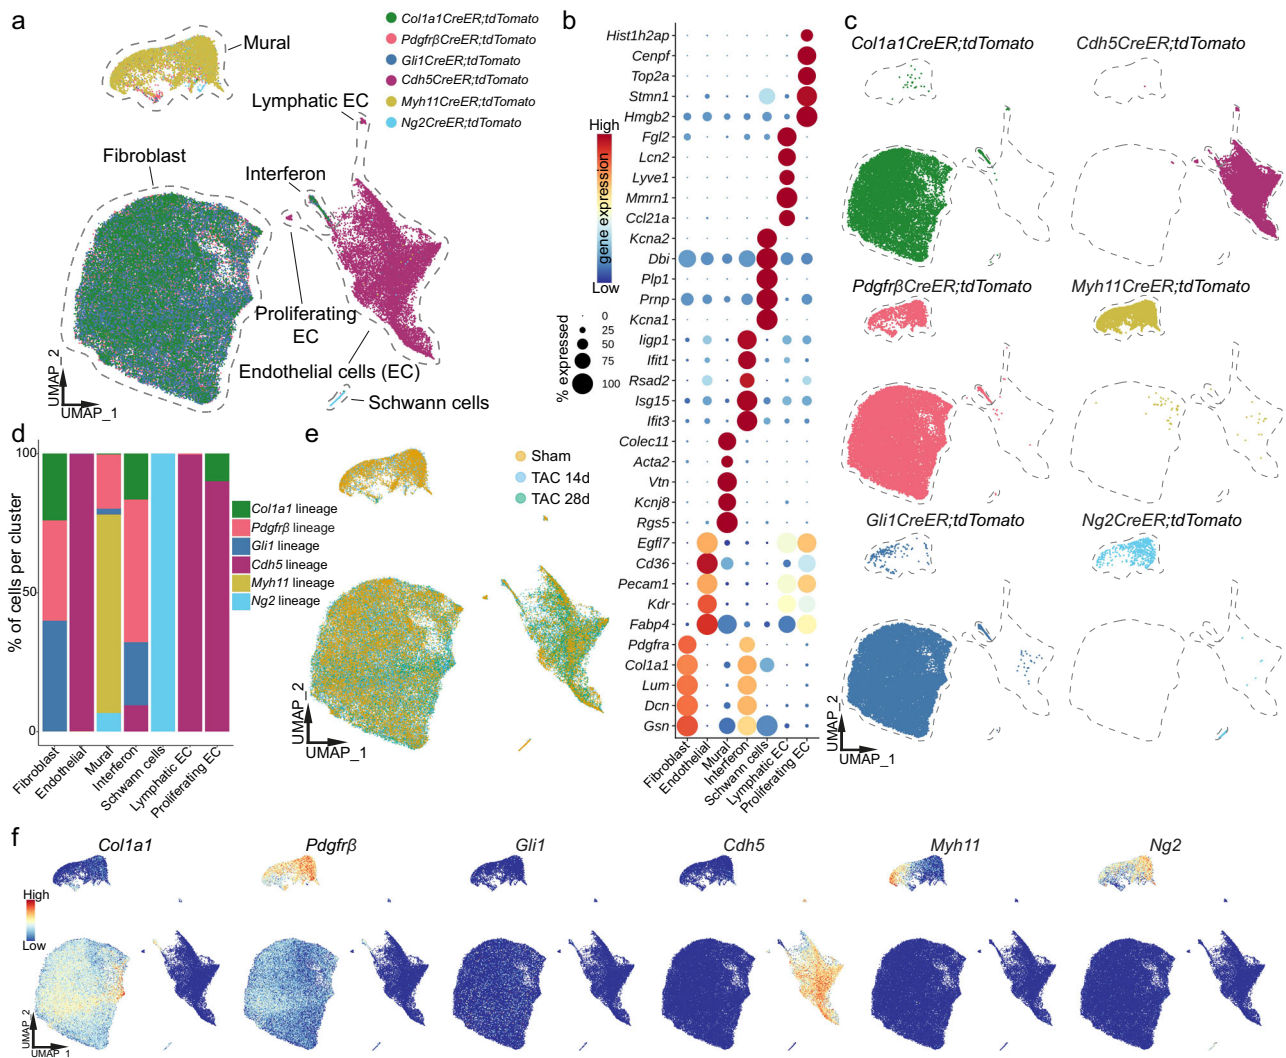 a
Mural
Lymphatic EC
Fibroblast
Interferon
Proliferating
EC
Endothelial cells (EC)
Schwann cells
UMAP_2
UMAP_1
Col1a1CreER;tdTomato
PdgfrβCreER;tdTomato
Gli1CreER;tdTomato
Cdh5CreER;tdTomato
Myh11CreER;tdTomato
Ng2CreER;tdTomato
b
Hist1h2ap
Cenpf
Top2a
Stmn1
Hmgb2
Fgl2
Lcn2
Lyve1
Mmrn1
Ccl21a
Kcna2
Dbi
Plp1
Prnp
Kcna1
Iigp1
Ifit1
Rsad2
Isg15
Ifit3
Colec11
Acta2
Vtn
Kcnj8
Rgs5
Egfl7
Cd36
Pecam1
Kdr
Fabp4
Pdgfra
Col1a1
Lum
Dcn
Gsn
High
gene expression
Low
% expressed
0
25
50
75
100
Fibroblast
Endothelial
Mural
Interferon
Schwann cells
Lymphatic EC
Proliferating EC
c
Col1a1CreER;tdTomato
Cdh5CreER;tdTomato
PdgfrβCreER;tdTomato
Myh11CreER;tdTomato
Gli1CreER;tdTomato
Ng2CreER;tdTomato
UMAP_2
UMAP_1
d
% of cells per cluster
100
50
0
Fibroblast
Endothelial
Mural
Interferon
Schwann cells
Lymphatic EC
Proliferating EC
Col1a1 lineage
Pdgfrβ lineage
Gli1 lineage
Cdh5 lineage
Myh11 lineage
Ng2 lineage
e
Sham
TAC 14d
TAC 28d
UMAP_2
UMAP_1
f
Col1a1
Pdgfrβ
Gli1
Cdh5
Myh11
Ng2
High
Low
UMAP_2
UMAP_1